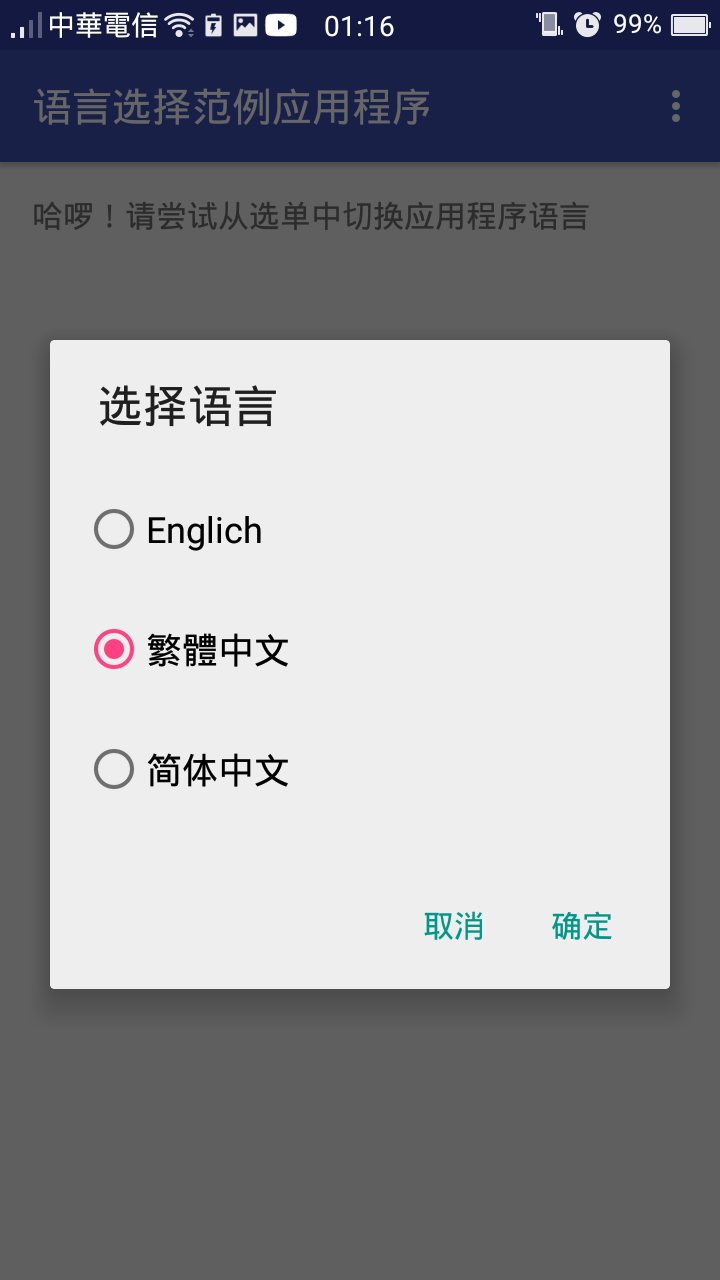 中華電信 01:16 99%
语言选择范例应用程序
哈啰！请尝试从选单中切换应用程序语言
选择语言
Englich
繁體中文
简体中文
取消 确定